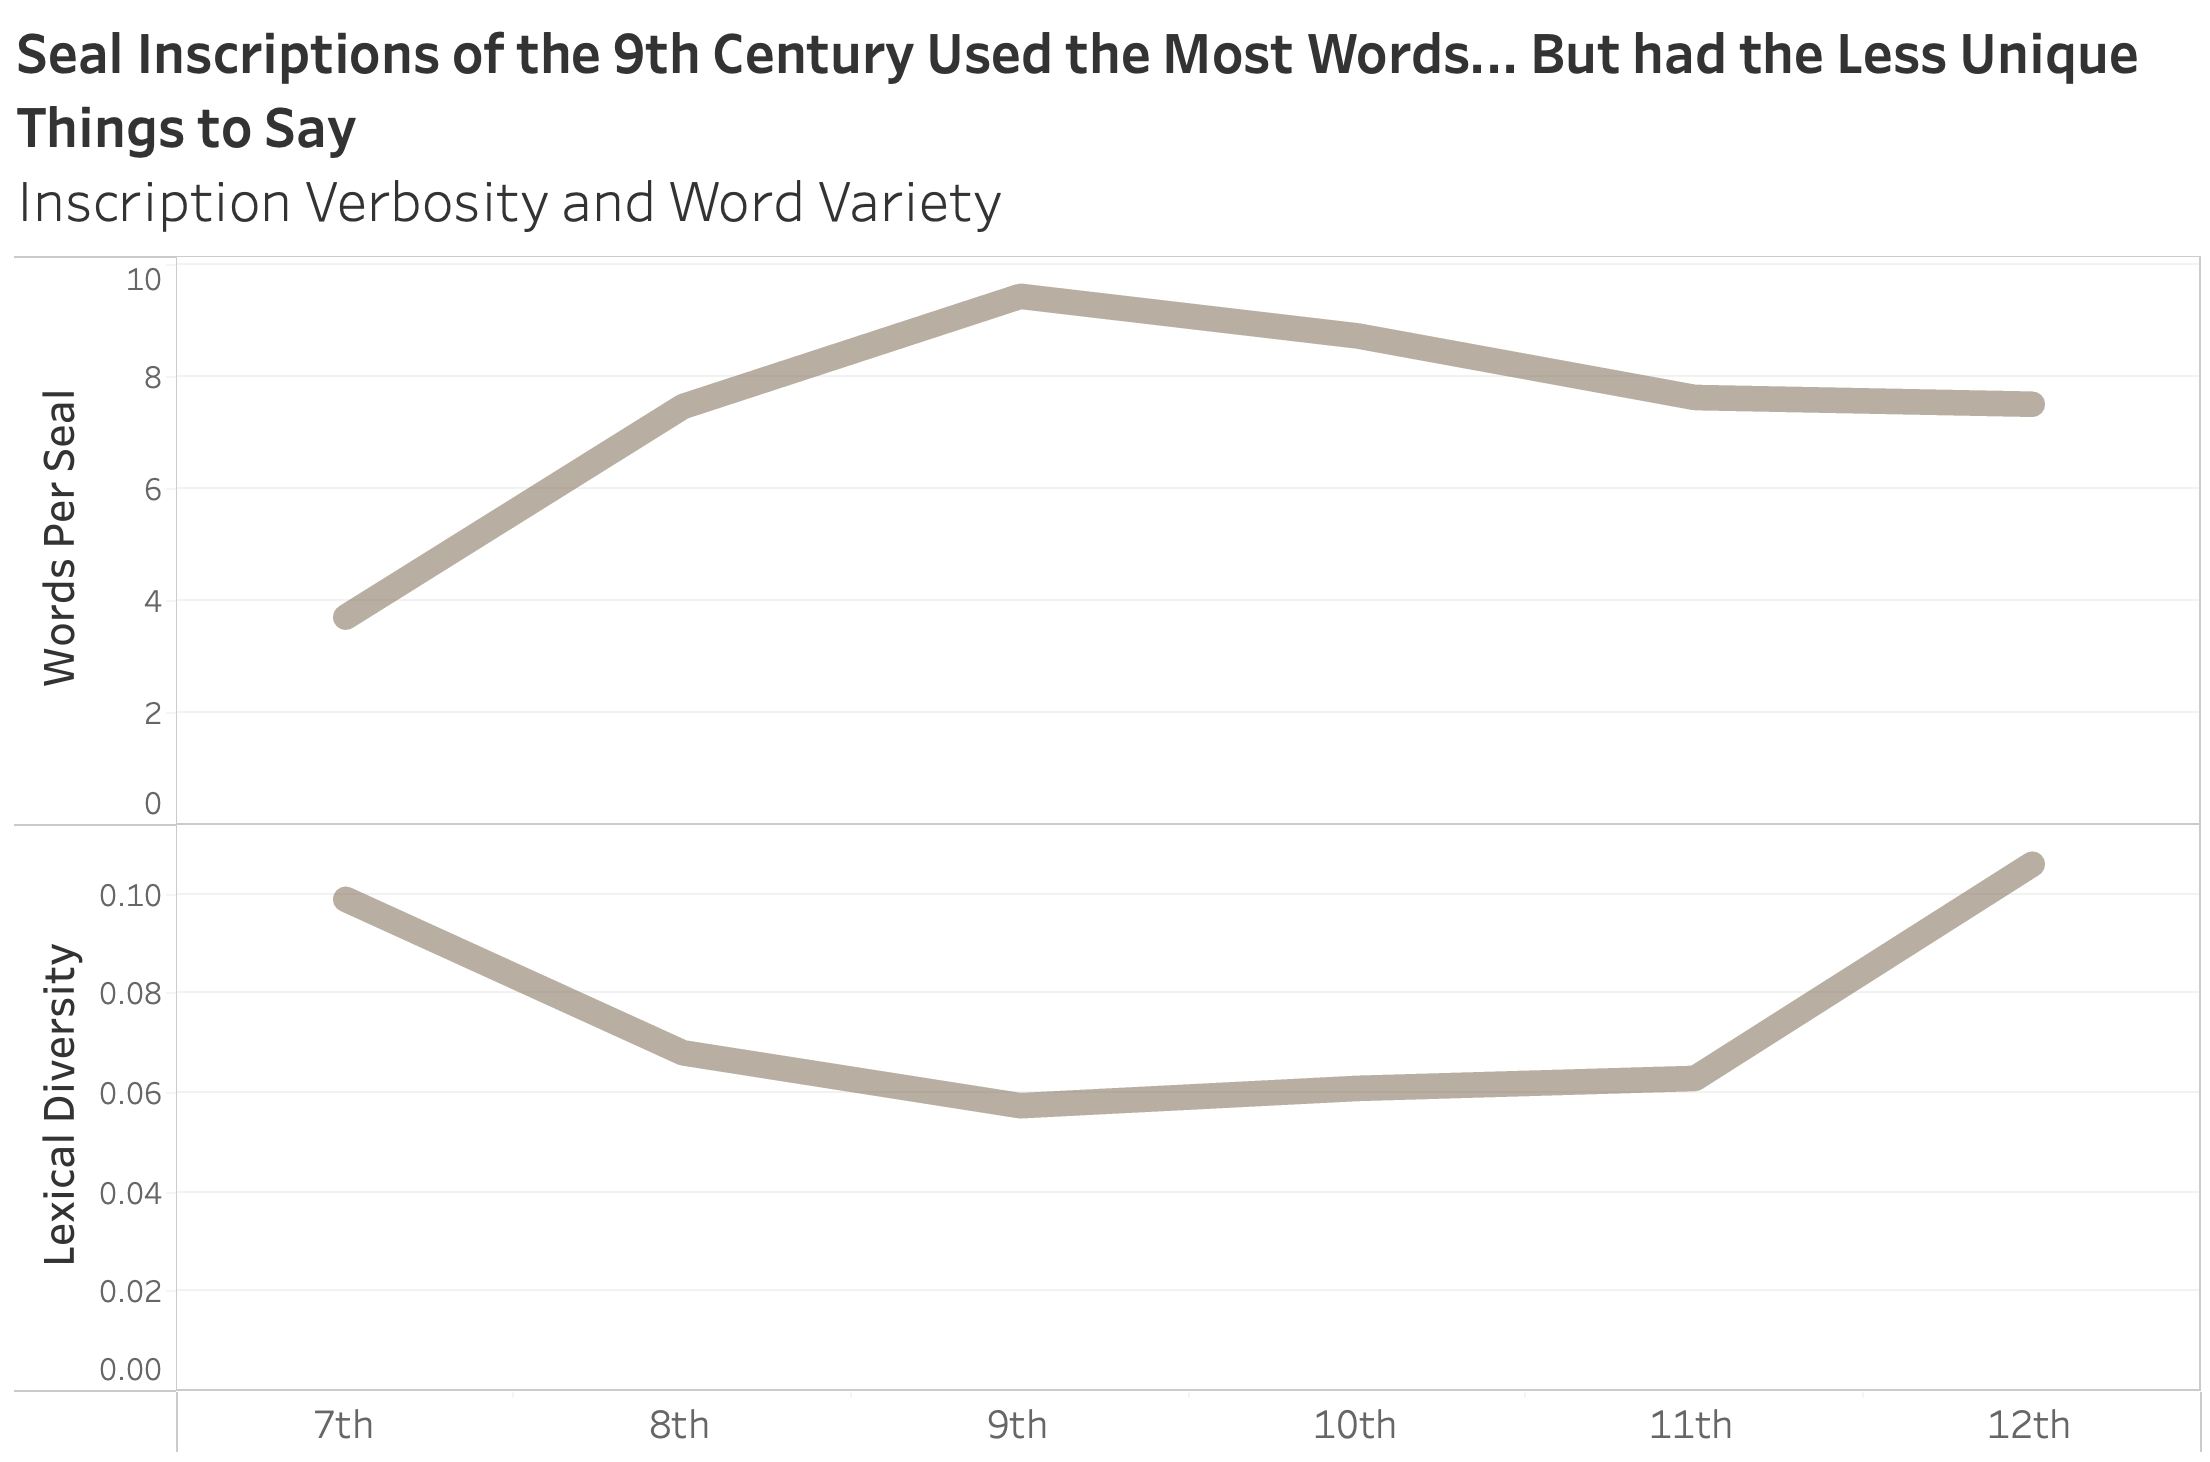 Seal Inscriptions of the 9th Century Used the Most Words... But had the Less Unique
Things to Say
Inscription Verbosity and Word Variety
Words Per Seal
10
8
6
4
2
0
Lexical Diversity
0.10
0.08
0.06
0.04
0.02
0.00
7th 8th 9th 10th 11th 12th